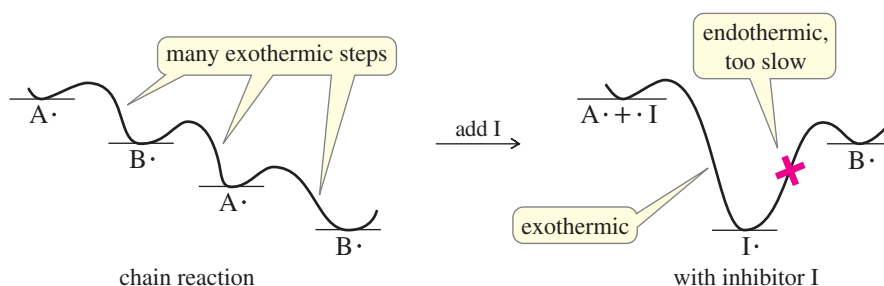 many exothermic steps
endothermic,
too slow
A·
B·
A·
B·
add I
A· + · I
B·
exothermic
I·
chain reaction
with inhibitor I